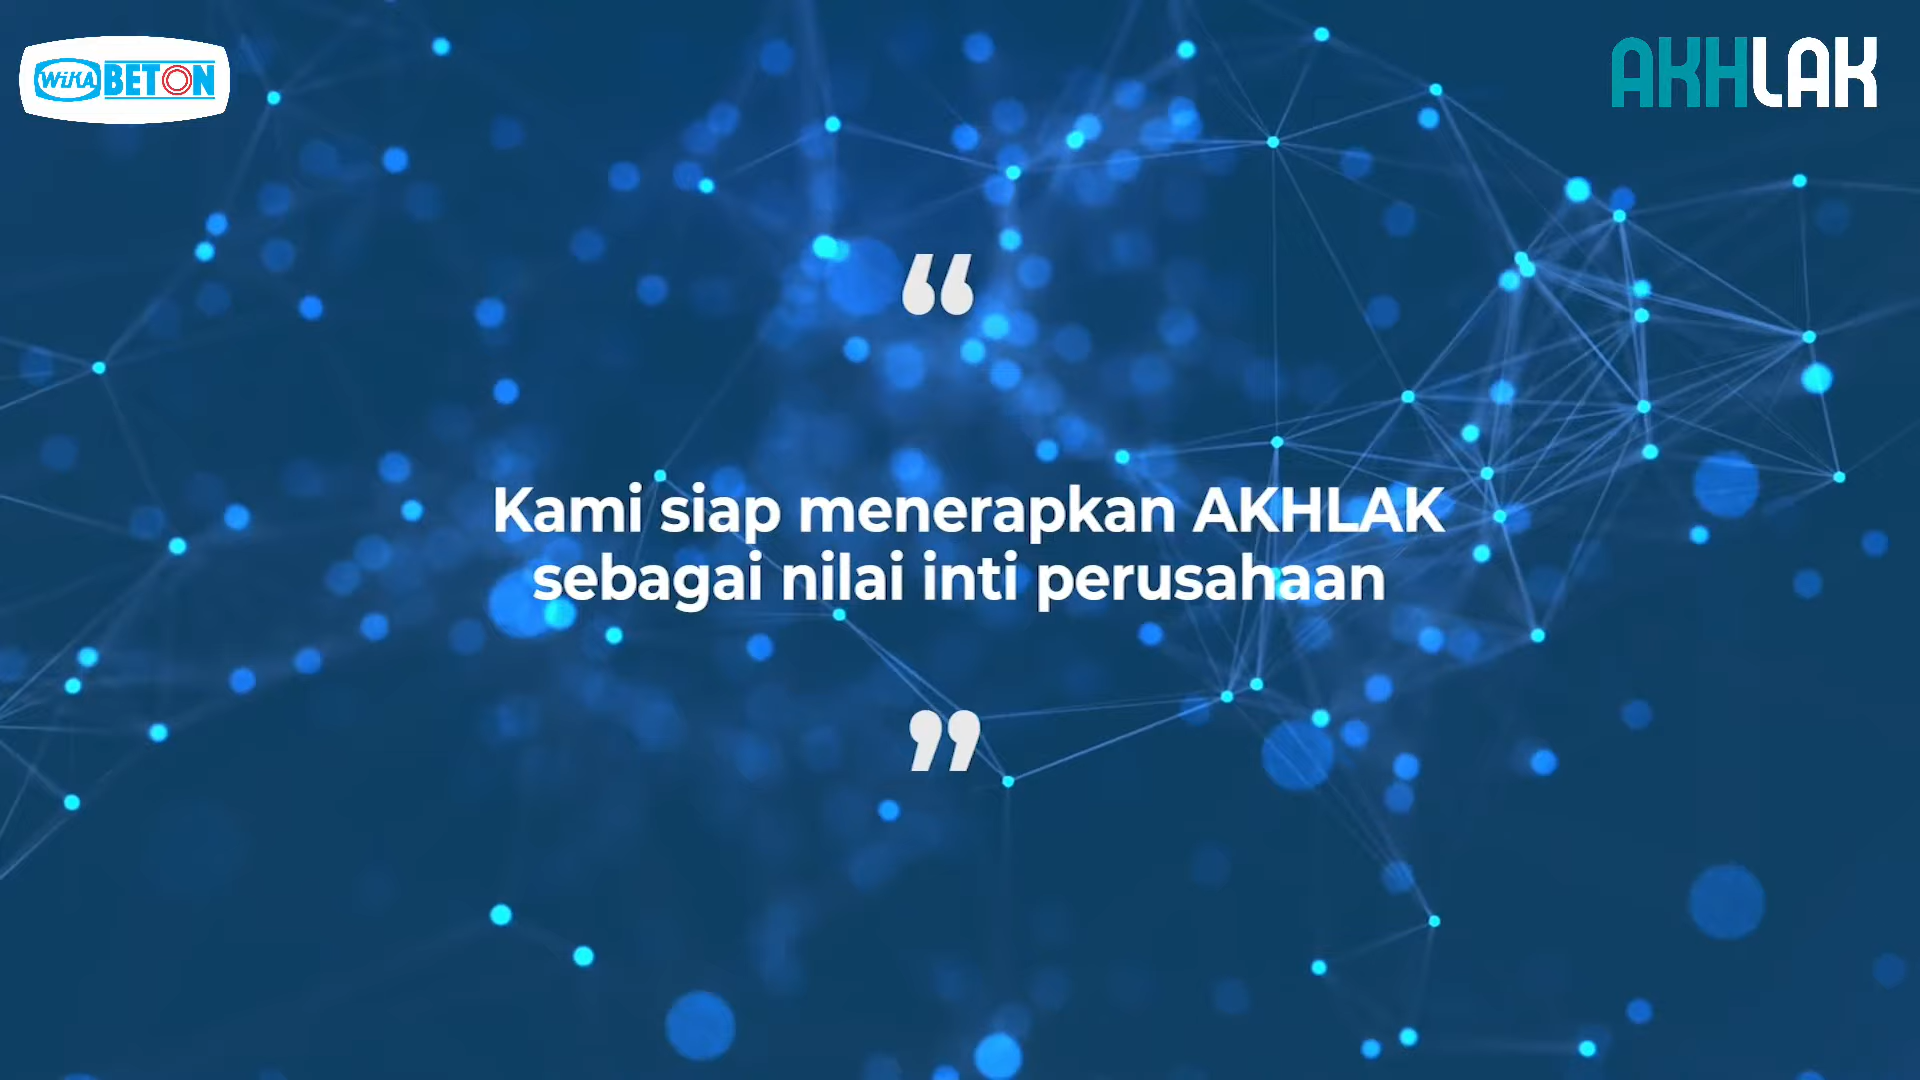 WIKA BETON
AKHLAK
“
Kami siap menerapkan AKHLAK
sebagai nilai inti perusahaan
”